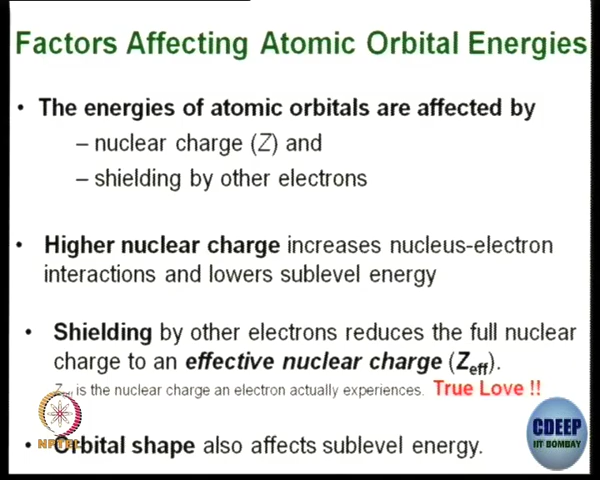 Factors Affecting Atomic Orbital Energies
• The energies of atomic orbitals are affected by
– nuclear charge (Z) and
– shielding by other electrons
• Higher nuclear charge increases nucleus-electron
interactions and lowers sublevel energy
• Shielding by other electrons reduces the full nuclear
charge to an effective nuclear charge (Zeff).
Zeff is the nuclear charge an electron actually experiences. True Love !!
• Orbital shape also affects sublevel energy.
NPTEL
CDEEP
IIT BOMBAY